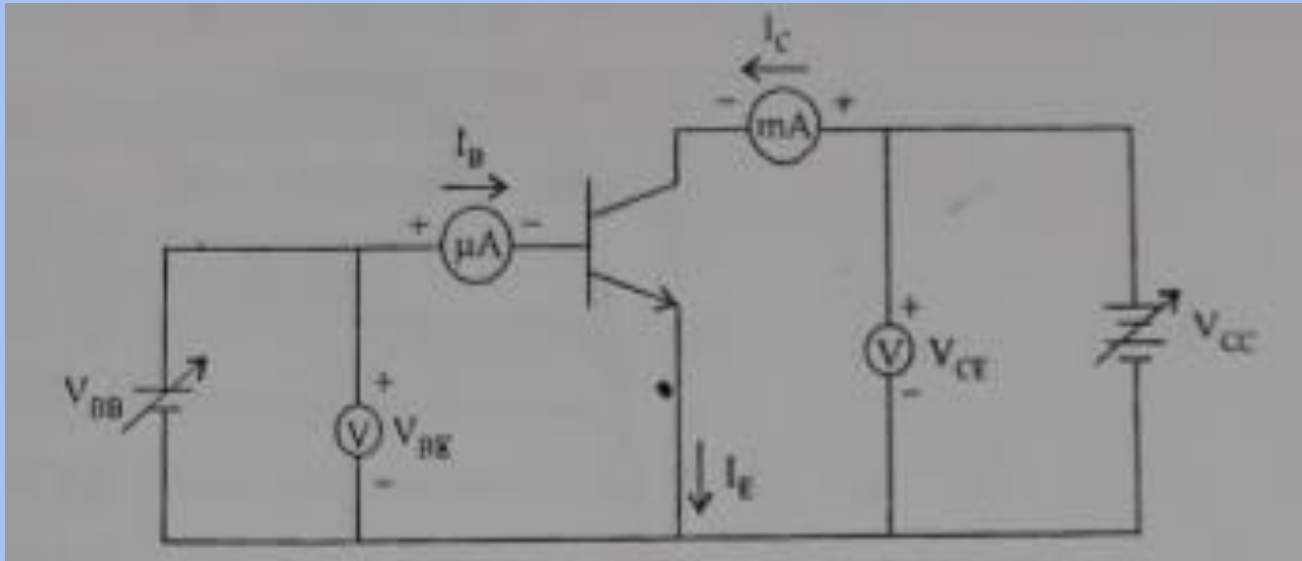 I_C
− mA +
I_B
+ μA −
V_BB
+
V V_BE
−
I_E
+
V V_CE
−
V_CC